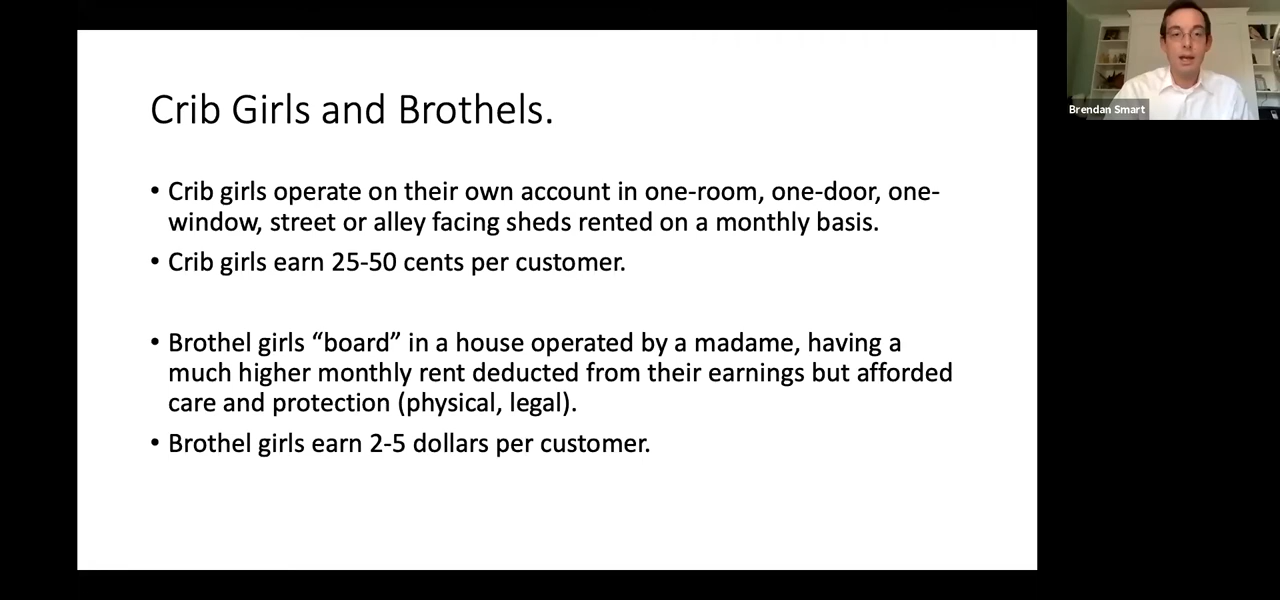 Crib Girls and Brothels.
• Crib girls operate on their own account in one-room, one-door, one-
window, street or alley facing sheds rented on a monthly basis.
• Crib girls earn 25-50 cents per customer.
• Brothel girls “board” in a house operated by a madame, having a
much higher monthly rent deducted from their earnings but afforded
care and protection (physical, legal).
• Brothel girls earn 2-5 dollars per customer.
Brendan Smart